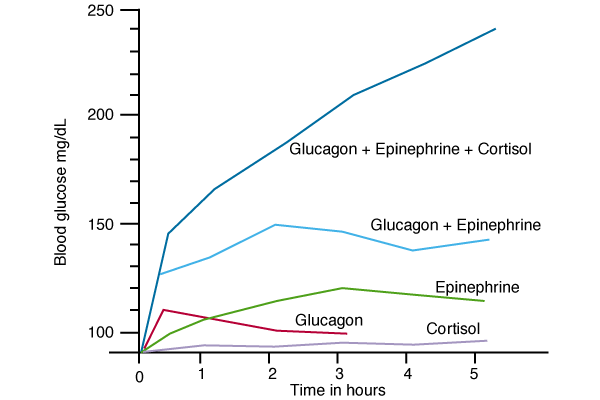 250
200
150
100
Blood glucose mg/dL
Glucagon + Epinephrine + Cortisol
Glucagon + Epinephrine
Epinephrine
Glucagon
Cortisol
0 1 2 3 4 5
Time in hours